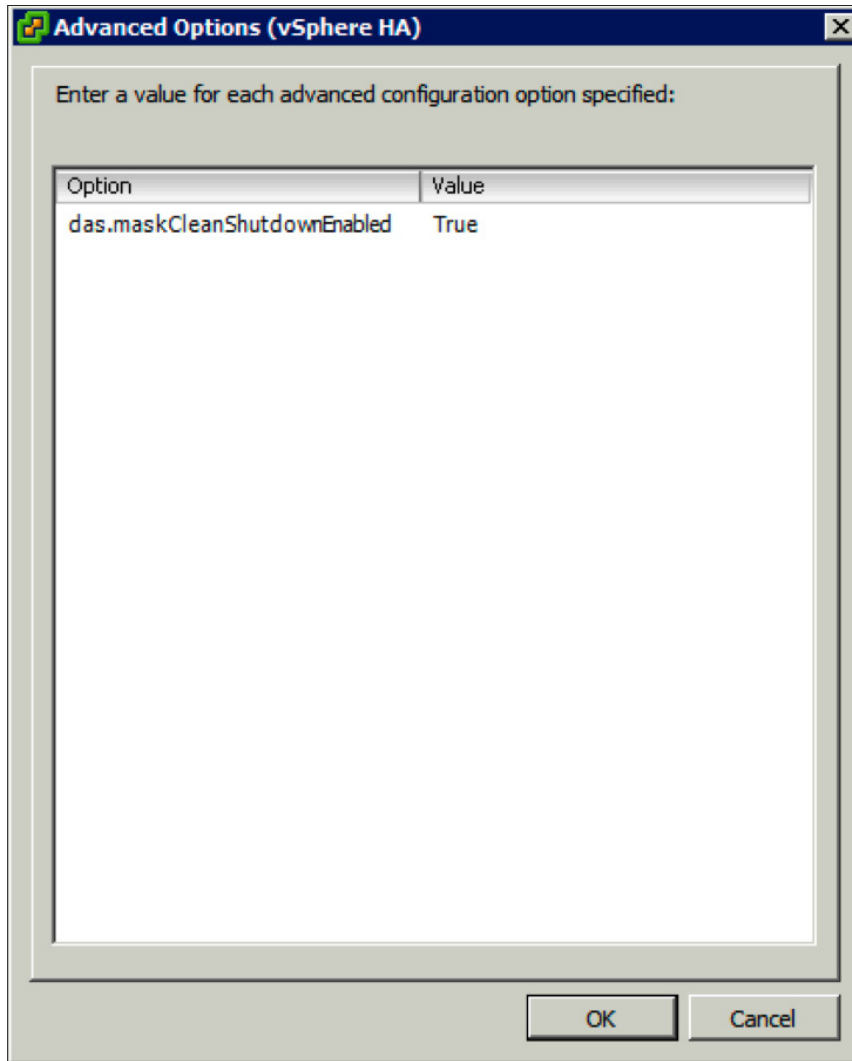 Advanced Options (vSphere HA)
Enter a value for each advanced configuration option specified:
Option Value
das.maskCleanShutdownEnabled True
OK Cancel